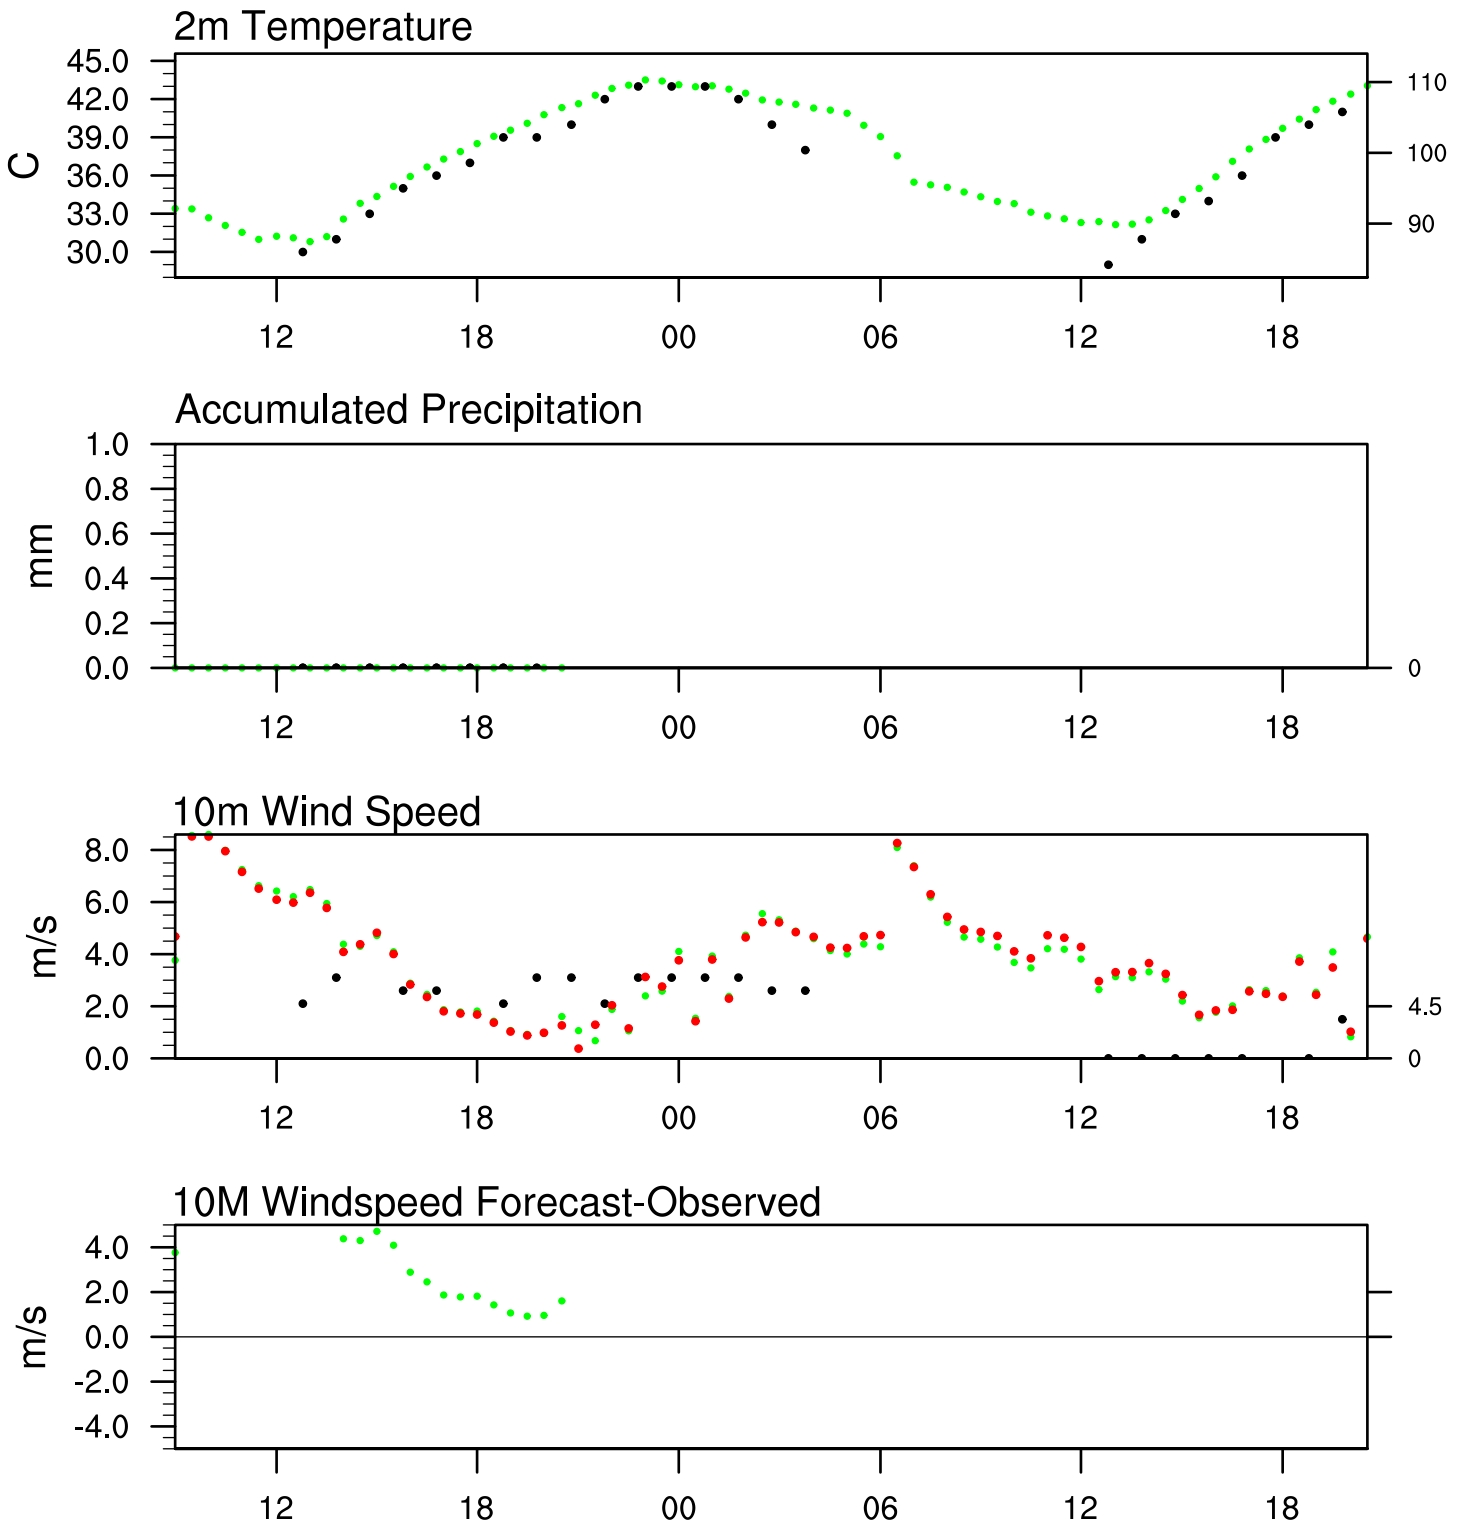 2m Temperature
45.0
42.0
39.0
36.0
33.0
30.0
C
110
100
90
12 18 00 06 12 18
Accumulated Precipitation
1.0
0.8
0.6
0.4
0.2
0.0
mm
0
12 18 00 06 12 18
10m Wind Speed
8.0
6.0
4.0
2.0
0.0
m/s
4.5
0
12 18 00 06 12 18
10M Windspeed Forecast-Observed
4.0
2.0
0.0
-2.0
-4.0
m/s
12 18 00 06 12 18